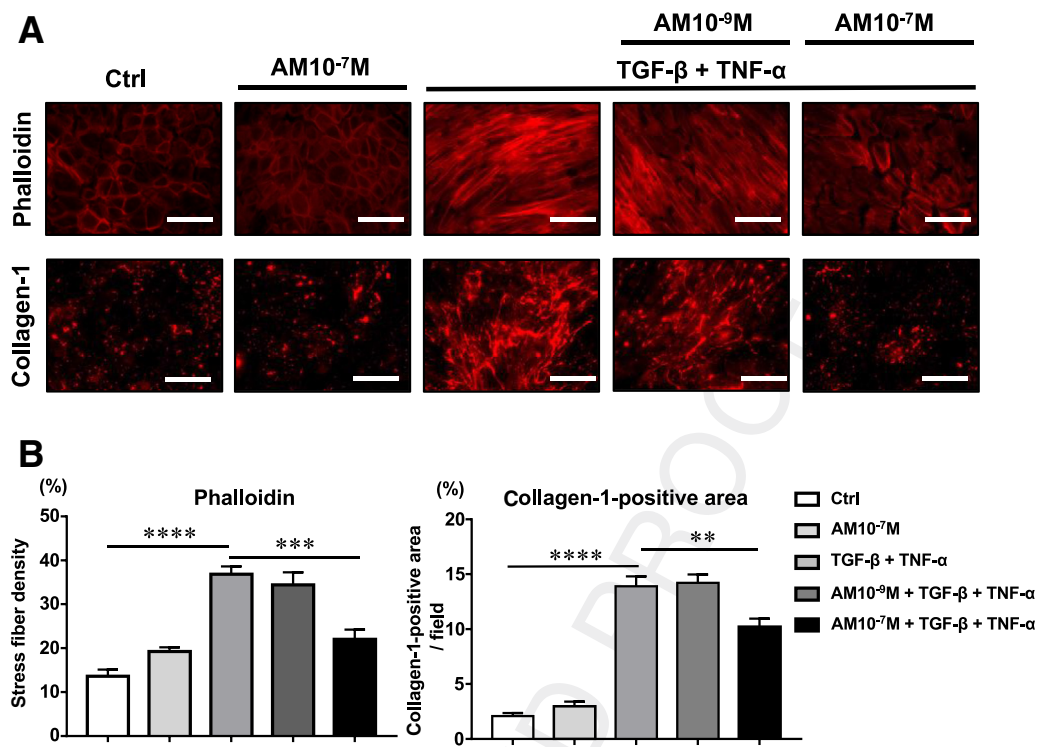 A
AM10⁻⁹M
AM10⁻⁷M
AM10⁻⁷M
TGF-β + TNF-α
Ctrl
Phalloidin
Collagen-1
B
(%)
Phalloidin
Stress fiber density
50
40
30
20
10
0
****
***
(%)
Collagen-1-positive area
Collagen-1-positive area
/ field
20
15
10
5
0
****
**
Ctrl
AM10⁻⁷M
TGF-β + TNF-α
AM10⁻⁹M + TGF-β + TNF-α
AM10⁻⁷M + TGF-β + TNF-α